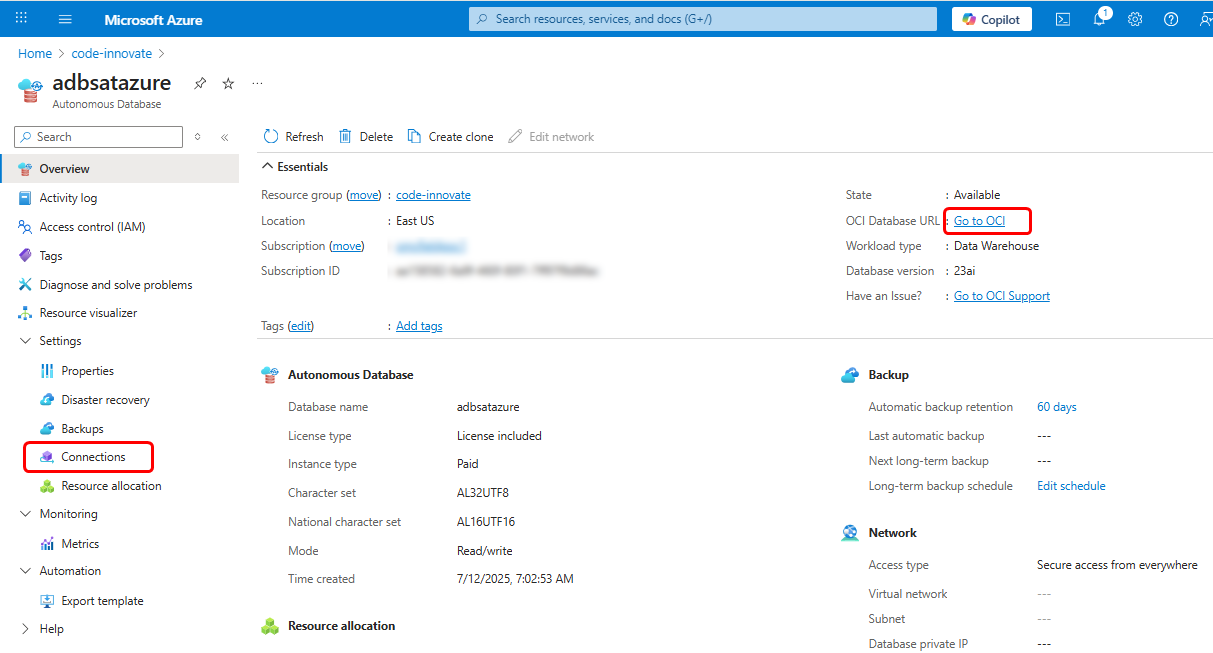 Microsoft Azure
Search resources, services, and docs (G+/)
Copilot
1
Home > code-innovate >
adbsatazure
Autonomous Database
Search
Overview
Activity log
Access control (IAM)
Tags
Diagnose and solve problems
Resource visualizer
Settings
Properties
Disaster recovery
Backups
Connections
Resource allocation
Monitoring
Metrics
Automation
Export template
Help
Refresh Delete Create clone Edit network
Essentials
Resource group (move) : code-innovate
Location : East US
Subscription (move) :
Subscription ID :
Tags (edit) : Add tags
State : Available
OCI Database URL : Go to OCI
Workload type : Data Warehouse
Database version : 23ai
Have an Issue? : Go to OCI Support
Autonomous Database
Database name adbsatazure
License type License included
Instance type Paid
Character set AL32UTF8
National character set AL16UTF16
Mode Read/write
Time created 7/12/2025, 7:02:53 AM
Resource allocation
Backup
Automatic backup retention 60 days
Last automatic backup ---
Next long-term backup ---
Long-term backup schedule Edit schedule
Network
Access type Secure access from everywhere
Virtual network ---
Subnet ---
Database private IP ---